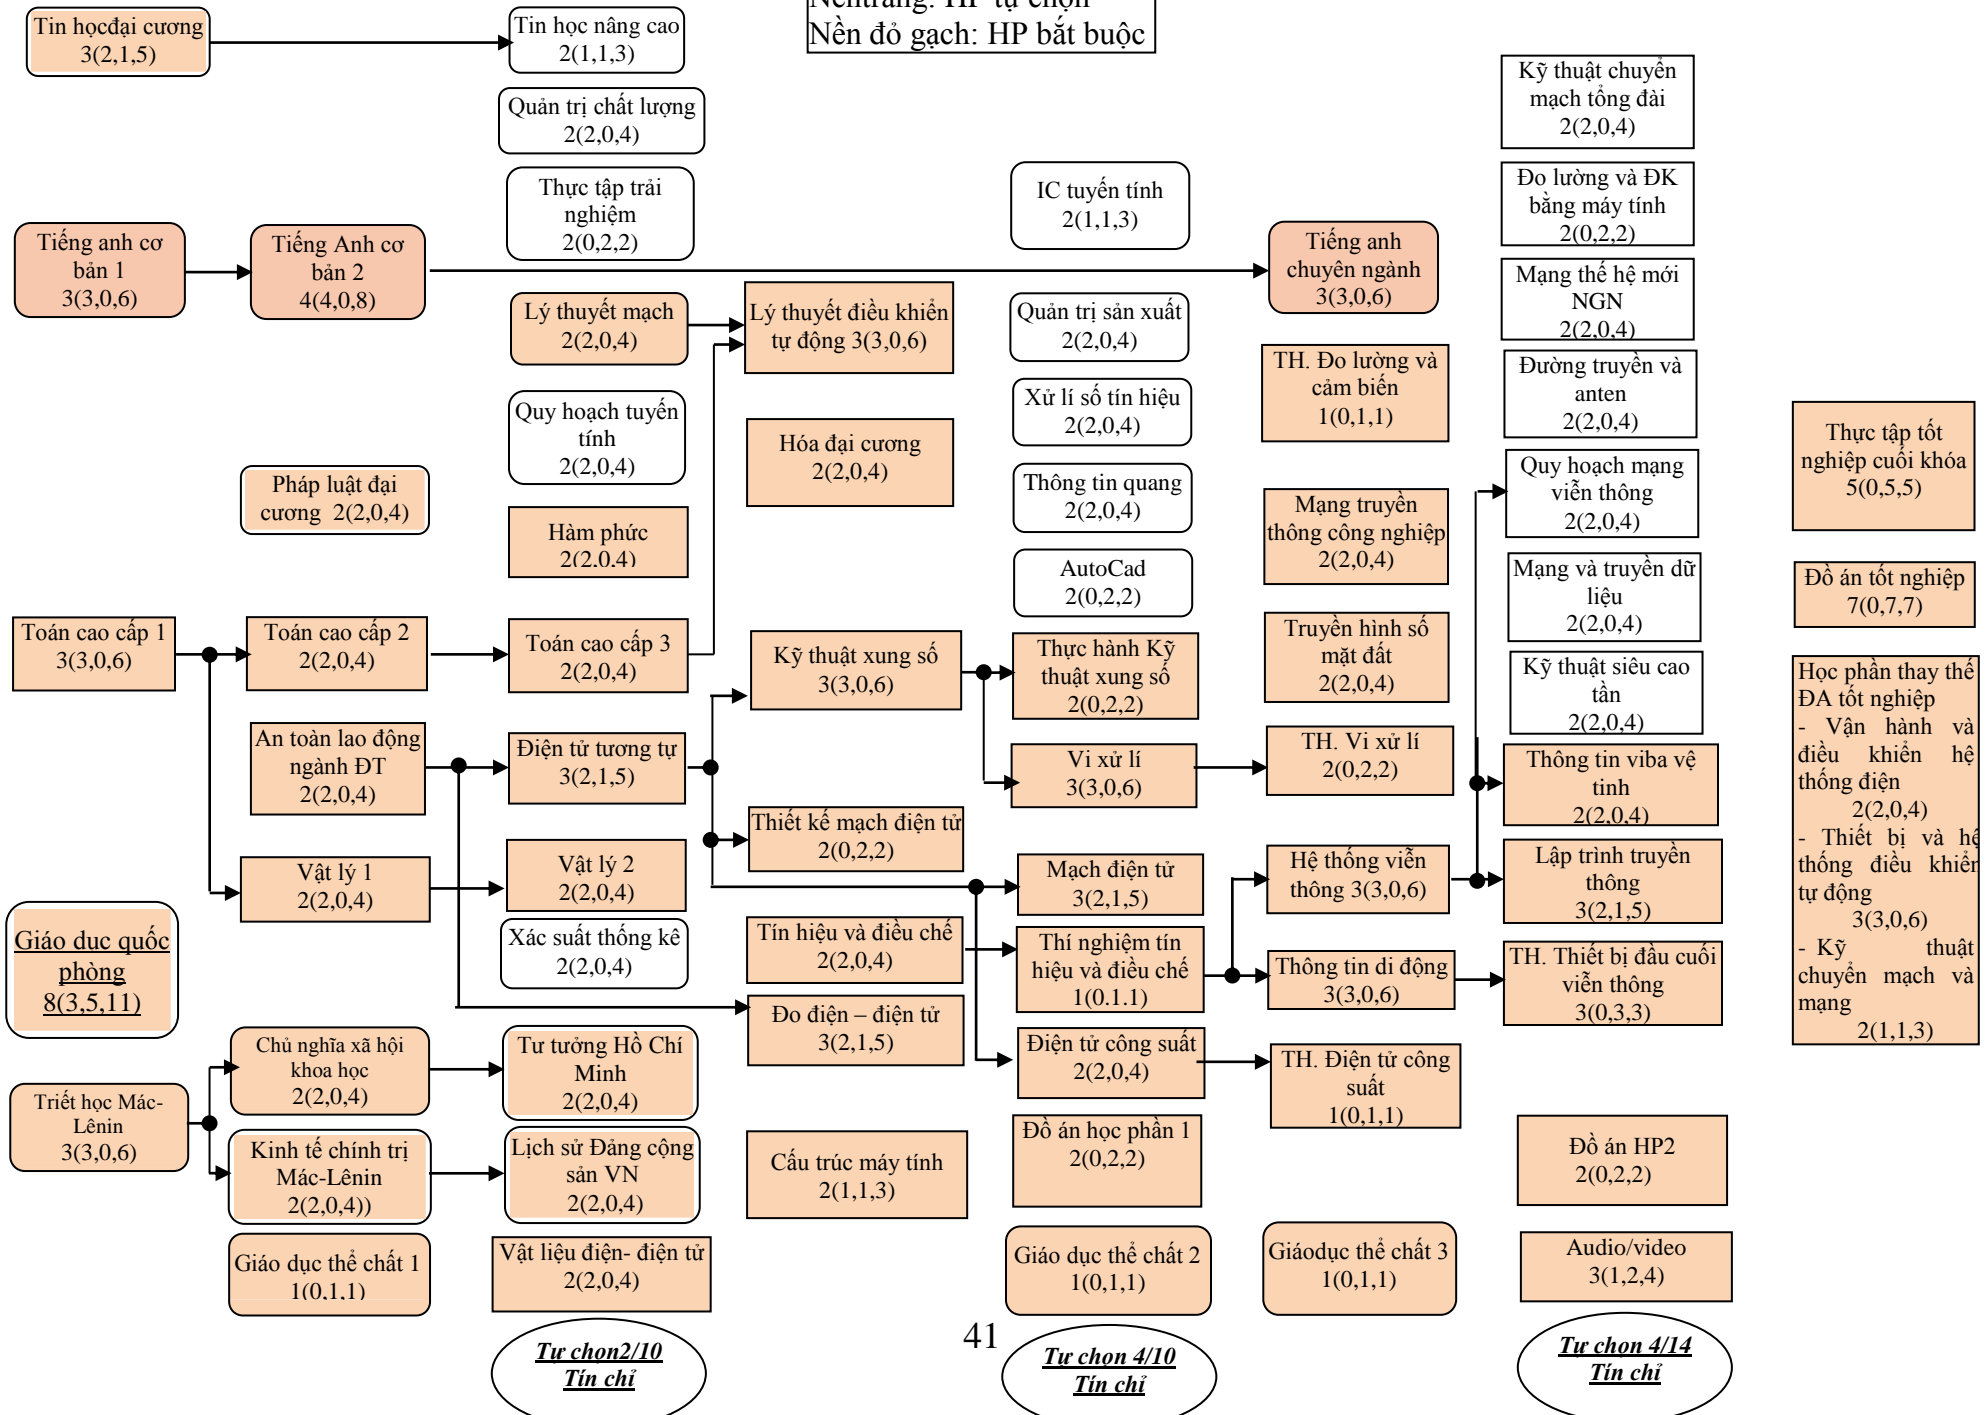 Nềntrắng: HP tự chọn
Nền đỏ gạch: HP bắt buộc
Tin họcđại cương
3(2,1,5)
Tiếng anh cơ
bản 1
3(3,0,6)
Toán cao cấp 1
3(3,0,6)
Giáo dục quốc
phòng
8(3,5,11)
Triết học Mác-
Lênin
3(3,0,6)
Tiếng Anh cơ
bản 2
4(4,0,8)
Pháp luật đại
cương 2(2,0,4)
Toán cao cấp 2
2(2,0,4)
An toàn lao động
ngành ĐT
2(2,0,4)
Vật lý 1
2(2,0,4)
Chủ nghĩa xã hội
khoa học
2(2,0,4)
Kinh tế chính trị
Mác-Lênin
2(2,0,4))
Giáo dục thể chất 1
1(0,1,1)
Tin học nâng cao
2(1,1,3)
Quản trị chất lượng
2(2,0,4)
Thực tập trải
nghiệm
2(0,2,2)
Lý thuyết mạch
2(2,0,4)
Quy hoạch tuyến
tính
2(2,0,4)
Hàm phức
2(2,0,4)
Toán cao cấp 3
2(2,0,4)
Điện tử tương tự
3(2,1,5)
Vật lý 2
2(2,0,4)
Xác suất thống kê
2(2,0,4)
Tư tưởng Hồ Chí
Minh
2(2,0,4)
Lịch sử Đảng cộng
sản VN
2(2,0,4)
Vật liệu điện- điện tử
2(2,0,4)
Tự chọn2/10
Tín chỉ
Lý thuyết điều khiển
tự động 3(3,0,6)
Hóa đại cương
2(2,0,4)
Kỹ thuật xung số
3(3,0,6)
Thiết kế mạch điện tử
2(0,2,2)
Tín hiệu và điều chế
2(2,0,4)
Đo điện – điện tử
3(2,1,5)
Cấu trúc máy tính
2(1,1,3)
IC tuyến tính
2(1,1,3)
Quản trị sản xuất
2(2,0,4)
Xử lí số tín hiệu
2(2,0,4)
Thông tin quang
2(2,0,4)
AutoCad
2(0,2,2)
Thực hành Kỹ
thuật xung số
2(0,2,2)
Vi xử lí
3(3,0,6)
Mạch điện tử
3(2,1,5)
Thí nghiệm tín
hiệu và điều chế
1(0.1.1)
Điện tử công suất
2(2,0,4)
Đồ án học phần 1
2(0,2,2)
Giáo dục thể chất 2
1(0,1,1)
41
Tự chọn 4/10
Tín chỉ
Tiếng anh
chuyên ngành
3(3,0,6)
TH. Đo lường và
cảm biến
1(0,1,1)
Mạng truyền
thông công nghiệp
2(2,0,4)
Truyền hình số
mặt đất
2(2,0,4)
TH. Vi xử lí
2(0,2,2)
Hệ thống viễn
thông 3(3,0,6)
Thông tin di động
3(3,0,6)
TH. Điện tử công
suất
1(0,1,1)
Giáodục thể chất 3
1(0,1,1)
Kỹ thuật chuyển
mạch tổng đài
2(2,0,4)
Đo lường và ĐK
bằng máy tính
2(0,2,2)
Mạng thế hệ mới
NGN
2(2,0,4)
Đường truyền và
anten
2(2,0,4)
Quy hoạch mạng
viễn thông
2(2,0,4)
Mạng và truyền dữ
liệu
2(2,0,4)
Kỹ thuật siêu cao
tần
2(2,0,4)
Thông tin viba vệ
tinh
2(2,0,4)
Lập trình truyền
thông
3(2,1,5)
TH. Thiết bị đầu cuối
viễn thông
3(0,3,3)
Đồ án HP2
2(0,2,2)
Audio/video
3(1,2,4)
Tự chọn 4/14
Tín chỉ
Thực tập tốt
nghiệp cuối khóa
5(0,5,5)
Đồ án tốt nghiệp
7(0,7,7)
Học phần thay thế
ĐA tốt nghiệp
- Vận hành và
điều khiển hệ
thống điện
2(2,0,4)
- Thiết bị và hệ
thống điều khiển
tự động
3(3,0,6)
- Kỹ thuật
chuyển mạch và
mạng
2(1,1,3)